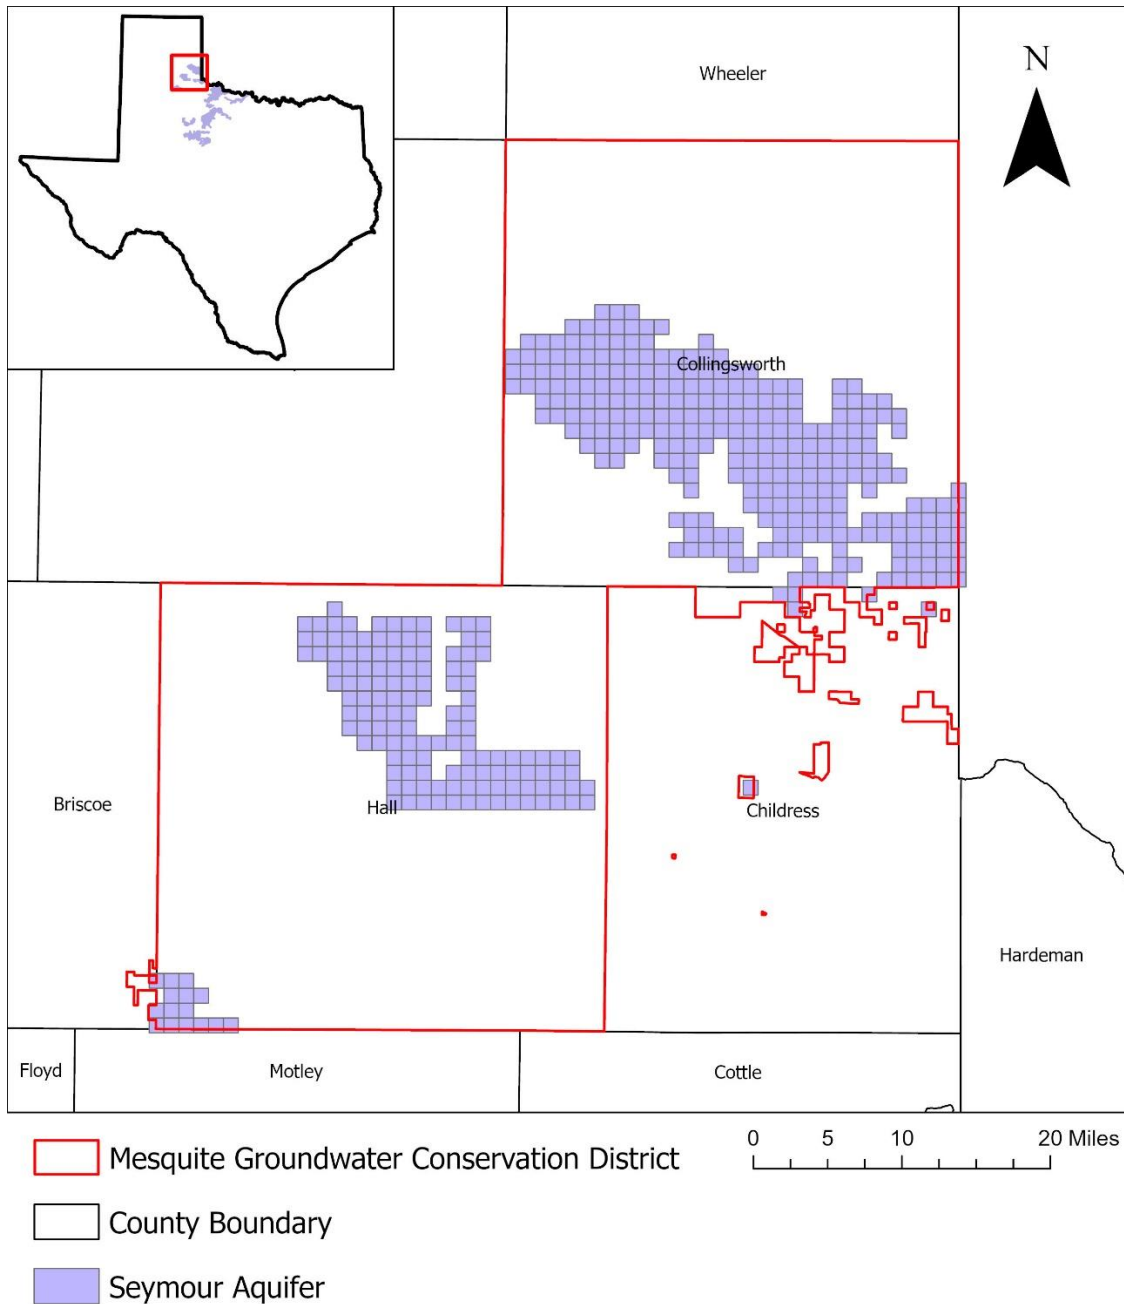 Wheeler
N
Collingsworth
Briscoe
Hall
Childress
Hardeman
Floyd
Motley
Cottle
0 5 10 20 Miles
Mesquite Groundwater Conservation District
County Boundary
Seymour Aquifer